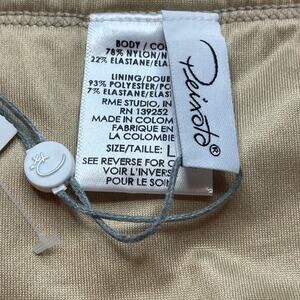 BODY / CO
78% NYLON/N
22% ELASTANE/ELA
LINING/DOU
93% POLYESTER/PO
7% ELASTANE/ELA
RME STUDIO, IN
RN 139252
MADE IN COLOM
FABRIQUE EN
LA COLOMBIE
SIZE/TAILLE: L
SEE REVERSE FOR C
VOIR L'INVERS
POUR LE SOI
Peixoto®